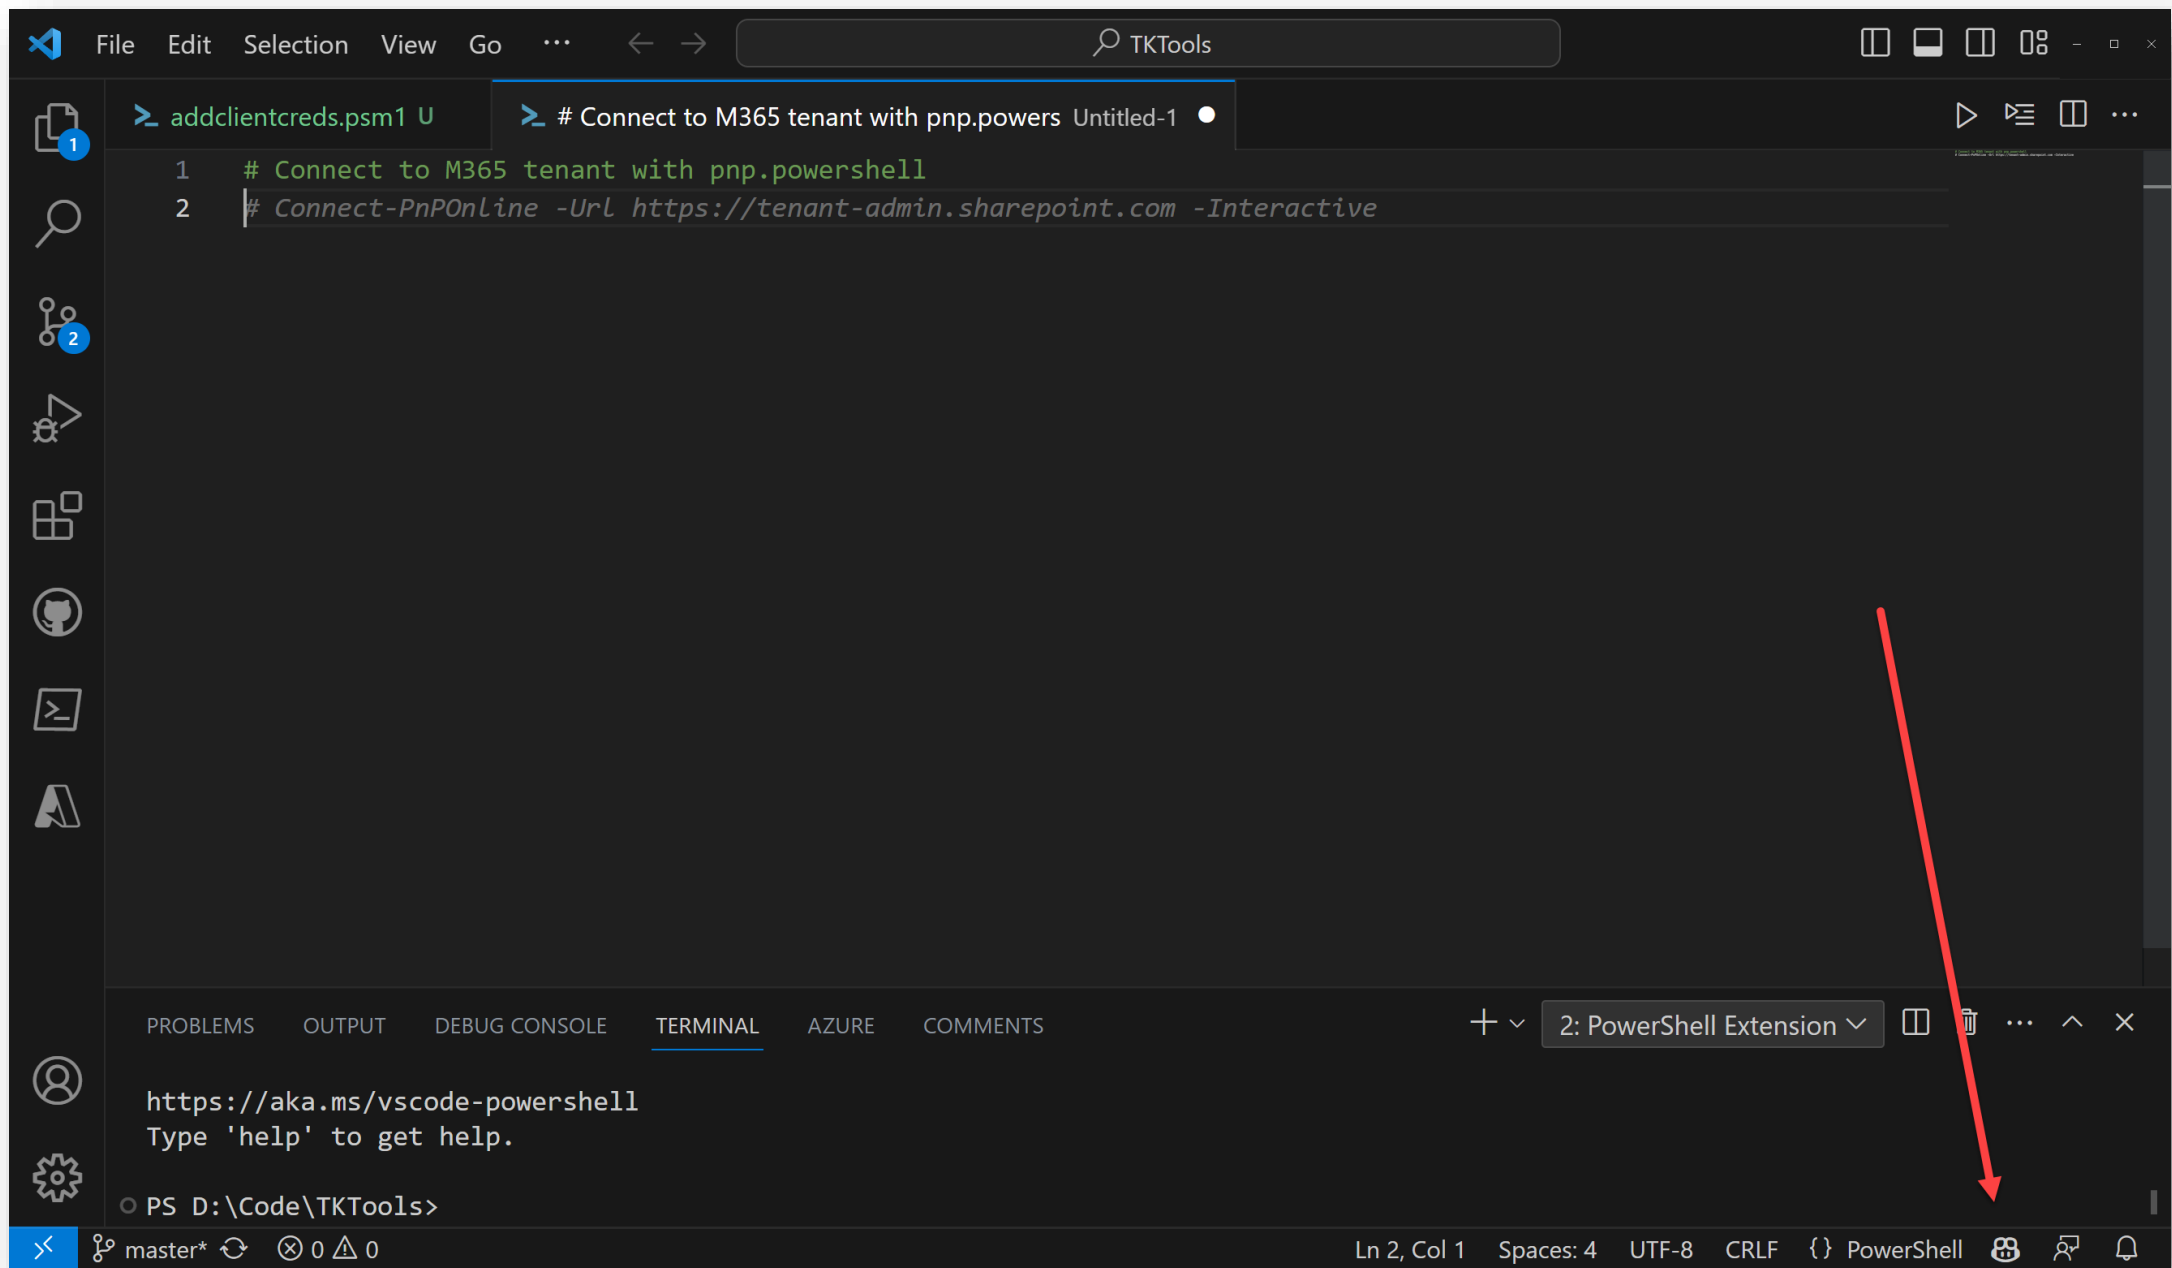 File Edit Selection View Go ··· TKTools
1
addclientcreds.psm1 U
# Connect to M365 tenant with pnp.powers Untitled-1
1 # Connect to M365 tenant with pnp.powershell
2 # Connect-PnPOnline -Url https://tenant-admin.sharepoint.com -Interactive
2
PROBLEMS OUTPUT DEBUG CONSOLE TERMINAL AZURE COMMENTS
2: PowerShell Extension
https://aka.ms/vscode-powershell
Type 'help' to get help.
PS D:\Code\TKTools>
master* 0 0
Ln 2, Col 1 Spaces: 4 UTF-8 CRLF {} PowerShell